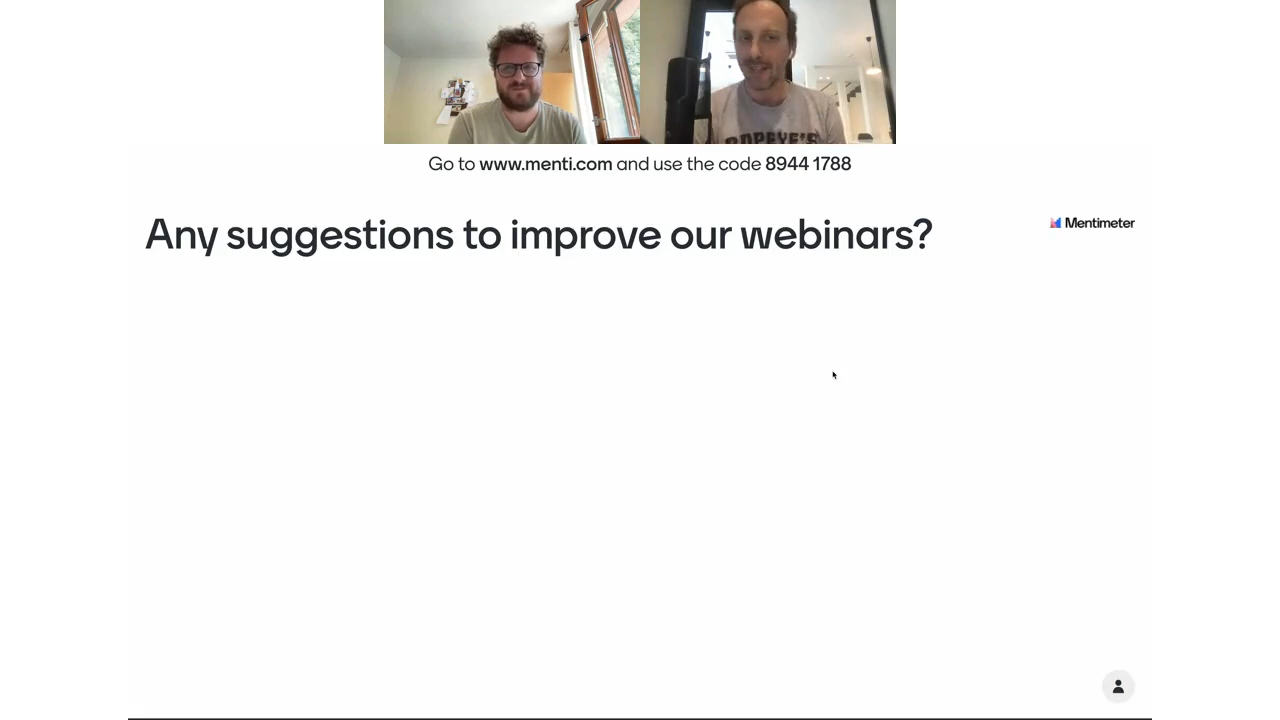 Go to www.menti.com and use the code 8944 1788
Any suggestions to improve our webinars?
Mentimeter